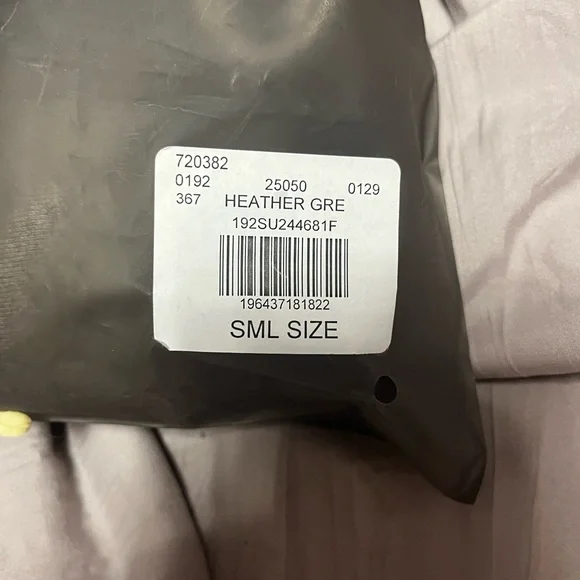 720382
0192 25050 0129
367 HEATHER GRE
192SU244681F
196437181822
SML SIZE